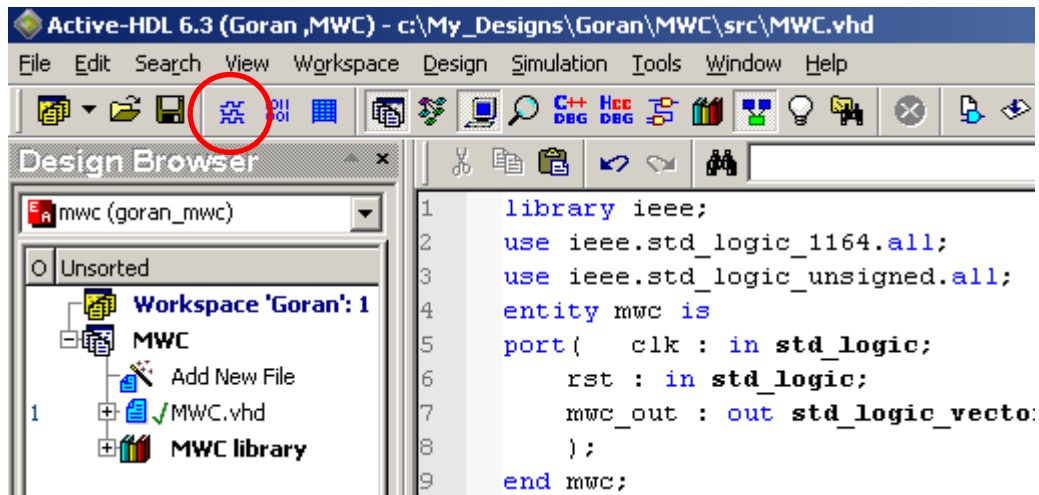 Active-HDL 6.3 (Goran ,MWC) - c:\My_Designs\Goran\MWC\src\MWC.vhd
File Edit Search View Workspace Design Simulation Tools Window Help
C++ DBG HCC DBG
Design Browser
mwc (goran_mwc)
O Unsorted
Workspace 'Goran': 1
MWC
Add New File
1 MWC.vhd
MWC library
1 library ieee;
2 use ieee.std_logic_1164.all;
3 use ieee.std_logic_unsigned.all;
4 entity mwc is
5 port( clk : in std_logic;
6 rst : in std_logic;
7 mwc_out : out std_logic_vector
8 );
9 end mwc;